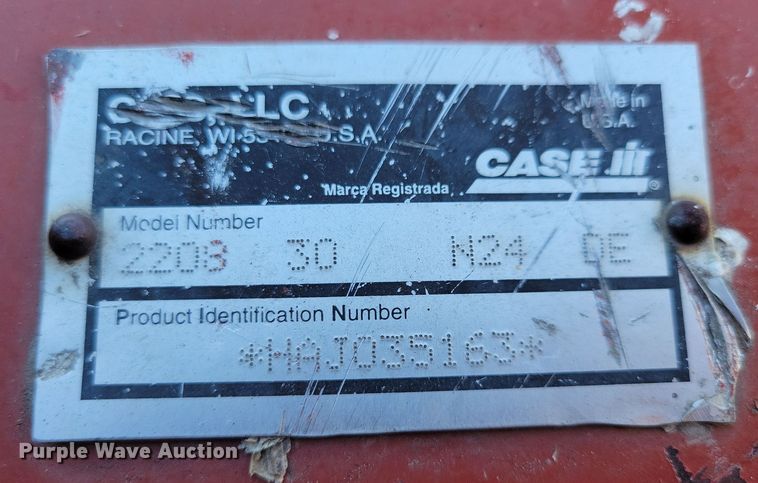 LLC
RACINE, WI U.S.A.
Made in
U.S.A.
CASE IH
®
Marca Registrada
Model Number
2208 30 N24 OE
Product Identification Number
*HAJ035163*
Purple Wave Auction